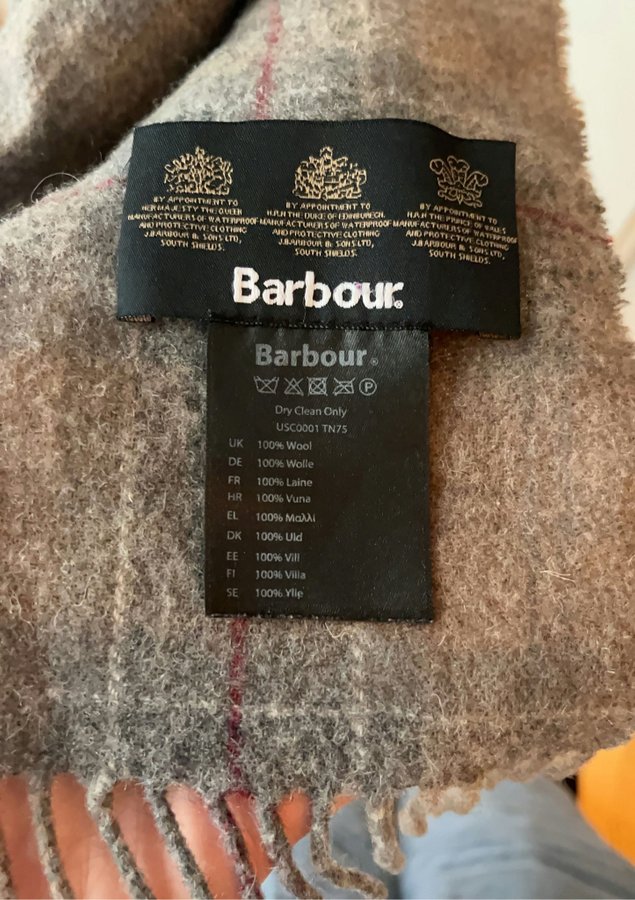 BY APPOINTMENT TO
HER MAJESTY THE QUEEN
MANUFACTURERS OF WATERPROOF
AND PROTECTIVE CLOTHING
J.BARBOUR & SONS LTD,
SOUTH SHIELDS.
BY APPOINTMENT TO
H.R.H THE DUKE OF EDINBURGH,
MANUFACTURERS OF WATERPROOF
AND PROTECTIVE CLOTHING
J.BARBOUR & SONS LTD,
SOUTH SHIELDS.
BY APPOINTMENT TO
H.R.H THE PRINCE OF WALES
MANUFACTURERS OF WATERPROOF
AND PROTECTIVE CLOTHING
J.BARBOUR & SONS LTD,
SOUTH SHIELDS.
Barbour®
Barbour®
P
Dry Clean Only
USC0001 TN75
UK 100% Wool
DE 100% Wolle
FR 100% Laine
HR 100% Vuna
EL 100% Μαλλί
DK 100% Uld
EE 100% Vill
FI 100% Villa
SE 100% Ylle